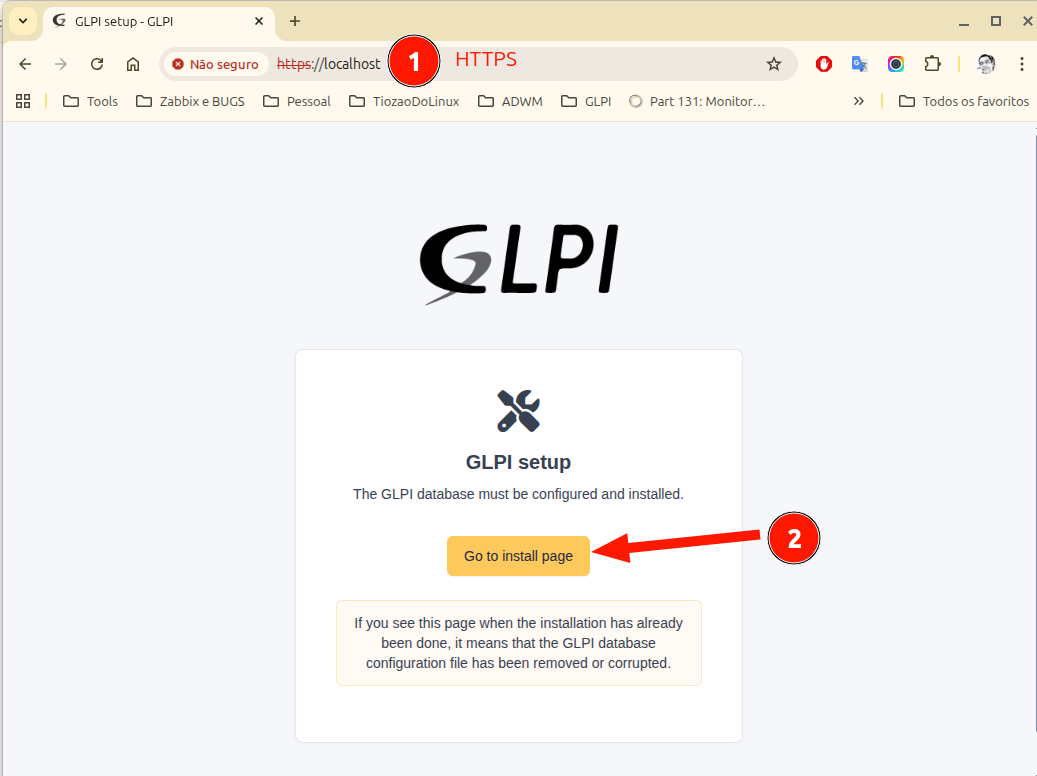 GLPI setup - GLPI
Não seguro https://localhost 1 HTTPS
Tools Zabbix e BUGS Pessoal TiozaoDoLinux ADWM GLPI Part 131: Monitor… Todos os favoritos
GLPI
GLPI setup
The GLPI database must be configured and installed.
Go to install page 2
If you see this page when the installation has already
been done, it means that the GLPI database
configuration file has been removed or corrupted.